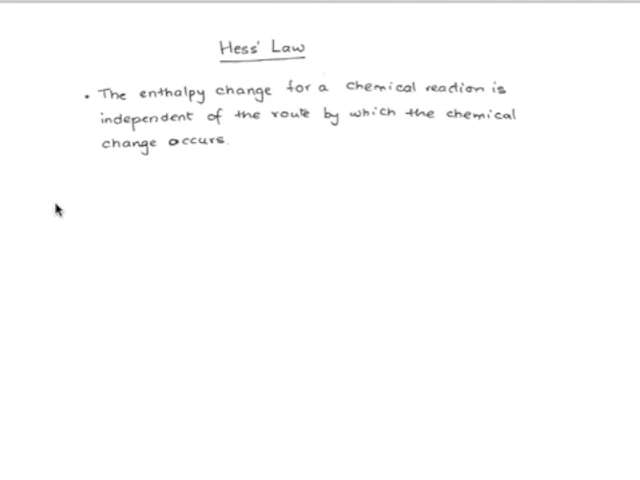 Hess' Law
• The enthalpy change for a chemical reaction is
independent of the route by which the chemical
change occurs.